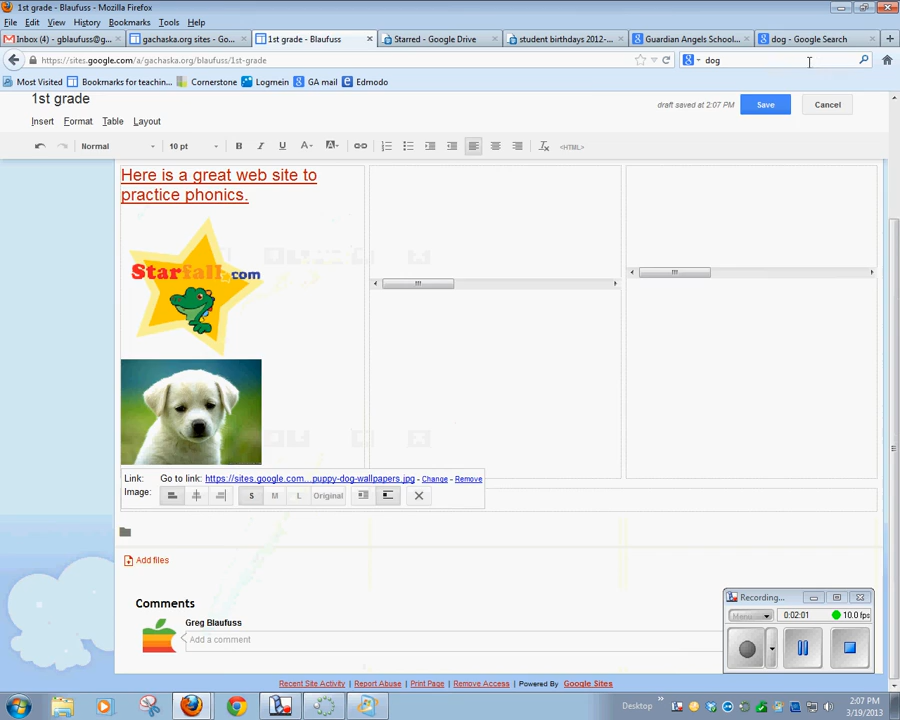 1st grade - Blaufuss - Mozilla Firefox
File Edit View History Bookmarks Tools Help
Inbox (4) - gblaufuss@g... gachaska.org sites - Go... 1st grade - Blaufuss Starred - Google Drive student birthdays 2012-... Guardian Angels School... dog - Google Search
https://sites.google.com/a/gachaska.org/blaufuss/1st-grade dog
Most Visited Bookmarks for teachin... Cornerstone Logmein GA mail Edmodo
1st grade draft saved at 2:07 PM Save Cancel
Insert Format Table Layout
Normal 10 pt B I U A A <HTML>
Here is a great web site to
practice phonics.
Starfall.com
Link: Go to link: https://sites.google.com...puppy-dog-wallpapers.jpg - Change - Remove
Image: S M L Original
Add files
Comments
Greg Blaufuss
Add a comment
Recording...
Menu 0:02:01 10.0 fps
Recent Site Activity | Report Abuse | Print Page | Remove Access | Powered By Google Sites
Desktop » 2:07 PM
3/19/2013